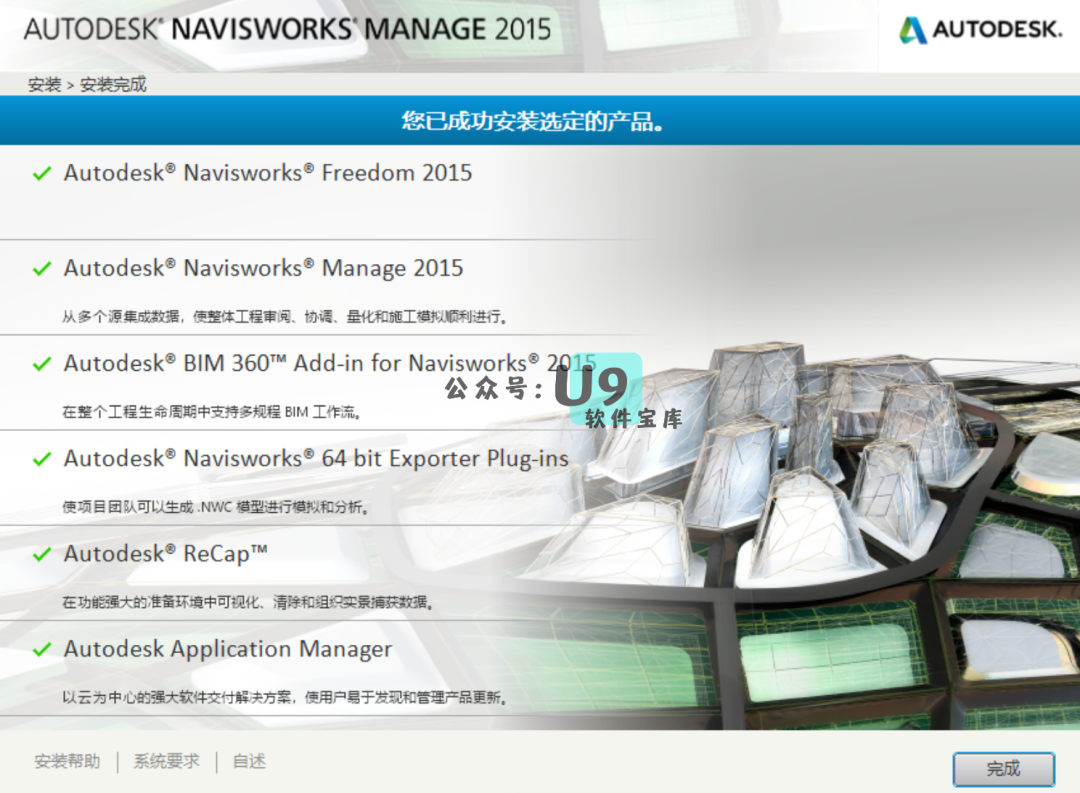 AUTODESK® NAVISWORKS® MANAGE 2015
AUTODESK.
安装 > 安装完成
您已成功安装选定的产品。
Autodesk® Navisworks® Freedom 2015
Autodesk® Navisworks® Manage 2015
从多个源集成数据，使整体工程审阅、协调、量化和施工模拟顺利进行。
Autodesk® BIM 360™ Add-in for Navisworks® 2015
公众号：U9
软件宝库
在整个工程生命周期中支持多规程 BIM 工作流。
Autodesk® Navisworks® 64 bit Exporter Plug-ins
使项目团队可以生成 .NWC 模型进行模拟和分析。
Autodesk® ReCap™
在功能强大的准备环境中可视化、清除和组织实景捕获数据。
Autodesk Application Manager
以云为中心的强大软件交付解决方案，使用户易于发现和管理产品更新。
安装帮助 | 系统要求 | 自述
完成